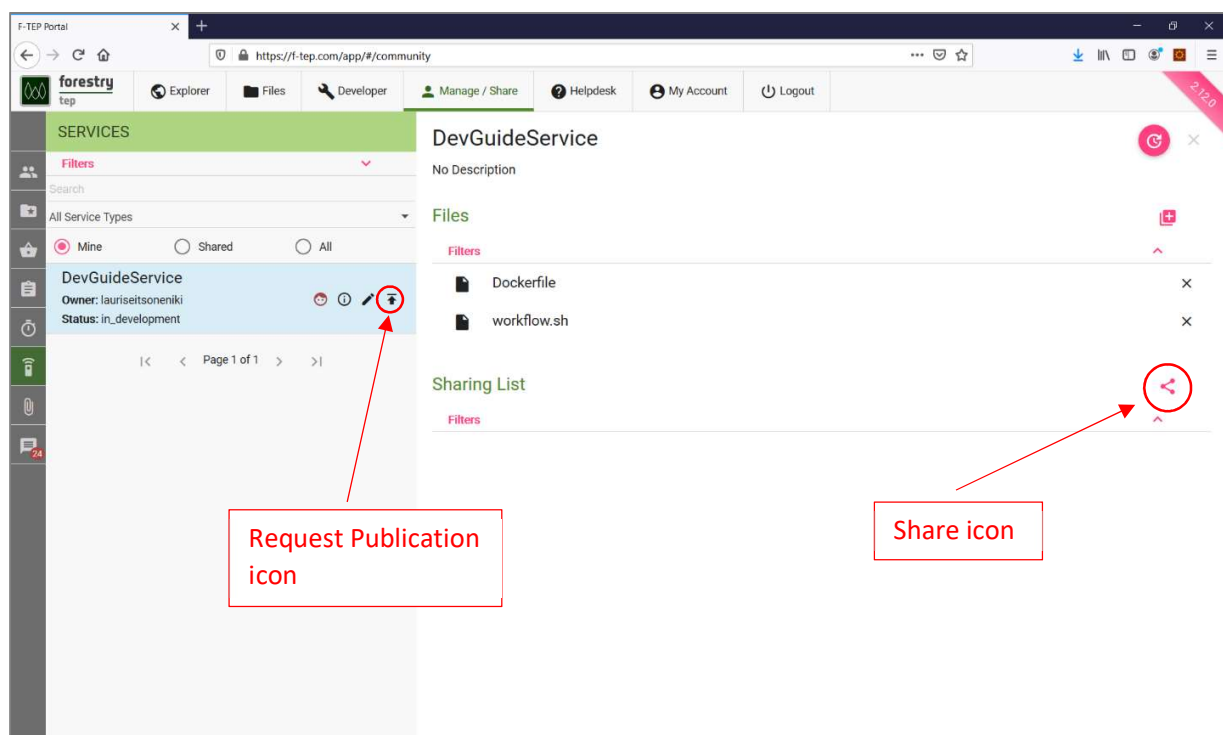 F-TEP Portal
https://f-tep.com/app/#/community
forestry
tep
Explorer
Files
Developer
Manage / Share
Helpdesk
My Account
Logout
2.12.0
SERVICES
Filters
Search
All Service Types
Mine
Shared
All
DevGuideService
Owner: lauriseitsoneniki
Status: in_development
Page 1 of 1
24
DevGuideService
No Description
Files
Filters
Dockerfile
workflow.sh
Sharing List
Filters
Request Publication
icon
Share icon